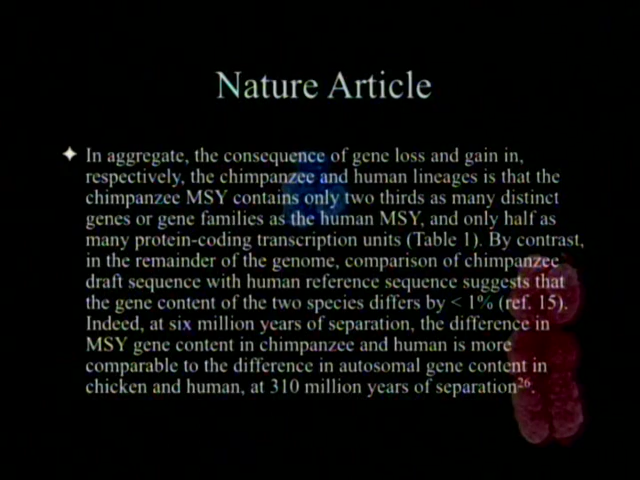 Nature Article
In aggregate, the consequence of gene loss and gain in,
respectively, the chimpanzee and human lineages is that the
chimpanzee MSY contains only two thirds as many distinct
genes or gene families as the human MSY, and only half as
many protein-coding transcription units (Table 1). By contrast,
in the remainder of the genome, comparison of chimpanzee
draft sequence with human reference sequence suggests that
the gene content of the two species differs by < 1% (ref. 15).
Indeed, at six million years of separation, the difference in
MSY gene content in chimpanzee and human is more
comparable to the difference in autosomal gene content in
chicken and human, at 310 million years of separation²⁶.